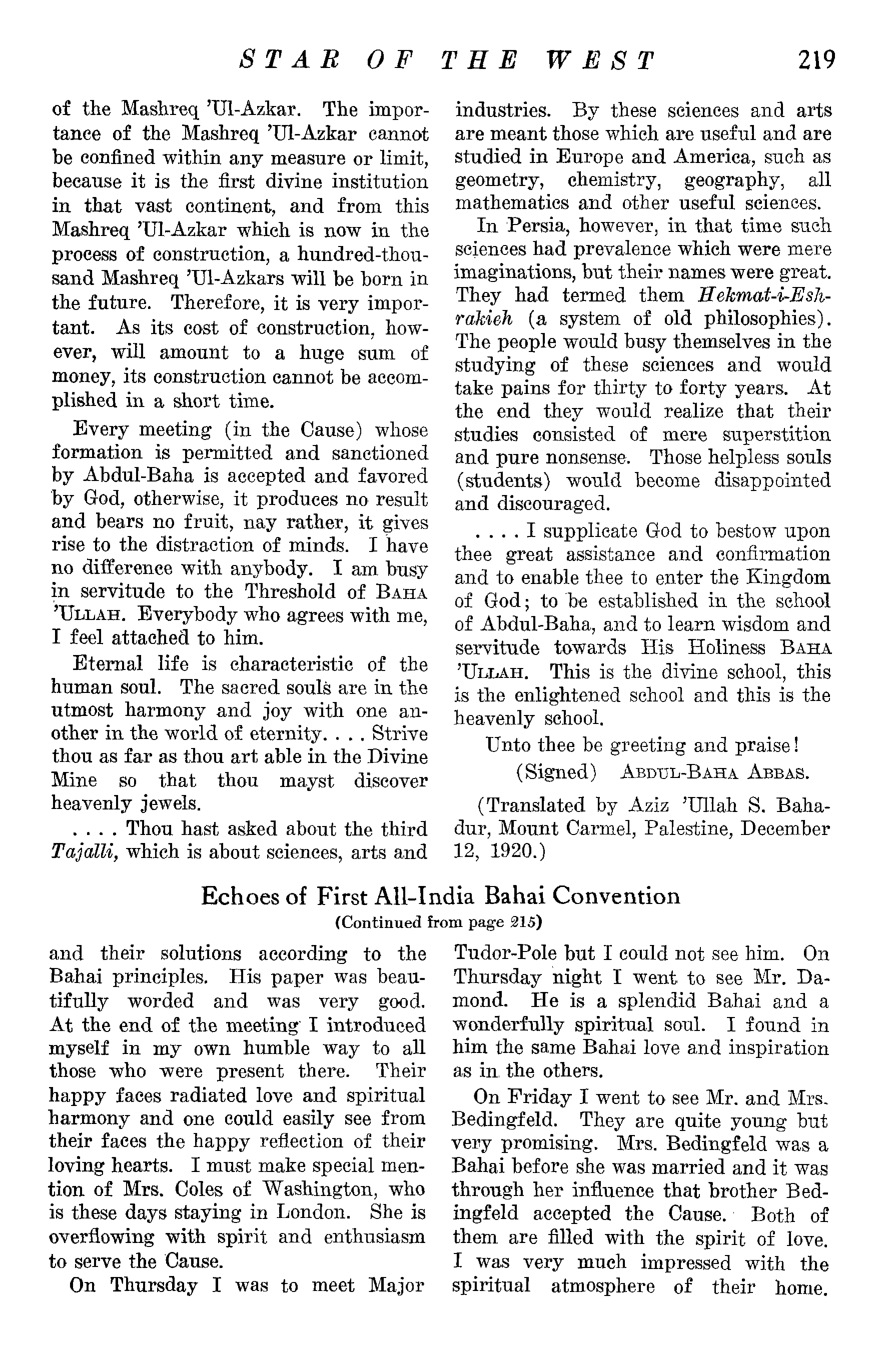 STAR OF THE WEST 219
of the Mashreq 'Ul-Azkar. The impor-
tance of the Mashreq 'Ul-Azkar cannot
be confined within any measure or limit,
because it is the first divine institution
in that vast continent, and from this
Mashreq 'Ul-Azkar which is now in the
process of construction, a hundred-thou-
sand Mashreq 'Ul-Azkars will be born in
the future. Therefore, it is very impor-
tant. As its cost of construction, how-
ever, will amount to a huge sum of
money, its construction cannot be accom-
plished in a short time.
Every meeting (in the Cause) whose
formation is permitted and sanctioned
by Abdul-Baha is accepted and favored
by God, otherwise, it produces no result
and bears no fruit, nay rather, it gives
rise to the distraction of minds. I have
no difference with anybody. I am busy
in servitude to the Threshold of BAHA
'ULLAH. Everybody who agrees with me,
I feel attached to him.
Eternal life is characteristic of the
human soul. The sacred souls are in the
utmost harmony and joy with one an-
other in the world of eternity. . . . Strive
thou as far as thou art able in the Divine
Mine so that thou mayst discover
heavenly jewels.
. . . . Thou hast asked about the third
Tajalli, which is about sciences, arts and
industries. By these sciences and arts
are meant those which are useful and are
studied in Europe and America, such as
geometry, chemistry, geography, all
mathematics and other useful sciences.
In Persia, however, in that time such
sciences had prevalence which were mere
imaginations, but their names were great.
They had termed them Hekmat-i-Esh-
rakieh (a system of old philosophies).
The people would busy themselves in the
studying of these sciences and would
take pains for thirty to forty years. At
the end they would realize that their
studies consisted of mere superstition
and pure nonsense. Those helpless souls
(students) would become disappointed
and discouraged.
. . . . I supplicate God to bestow upon
thee great assistance and confirmation
and to enable thee to enter the Kingdom
of God; to be established in the school
of Abdul-Baha, and to learn wisdom and
servitude towards His Holiness BAHA
'ULLAH. This is the divine school, this
is the enlightened school and this is the
heavenly school.
Unto thee be greeting and praise!
(Signed) ABDUL-BAHA ABBAS.
(Translated by Aziz 'Ullah S. Baha-
dur, Mount Carmel, Palestine, December
12, 1920.)
Echoes of First All-India Bahai Convention
(Continued from page 215)
and their solutions according to the
Bahai principles. His paper was beau-
tifully worded and was very good.
At the end of the meeting I introduced
myself in my own humble way to all
those who were present there. Their
happy faces radiated love and spiritual
harmony and one could easily see from
their faces the happy reflection of their
loving hearts. I must make special men-
tion of Mrs. Coles of Washington, who
is these days staying in London. She is
overflowing with spirit and enthusiasm
to serve the Cause.
On Thursday I was to meet Major
Tudor-Pole but I could not see him. On
Thursday night I went to see Mr. Da-
mond. He is a splendid Bahai and a
wonderfully spiritual soul. I found in
him the same Bahai love and inspiration
as in the others.
On Friday I went to see Mr. and Mrs.
Bedingfeld. They are quite young but
very promising. Mrs. Bedingfeld was a
Bahai before she was married and it was
through her influence that brother Bed-
ingfeld accepted the Cause. Both of
them are filled with the spirit of love.
I was very much impressed with the
spiritual atmosphere of their home.